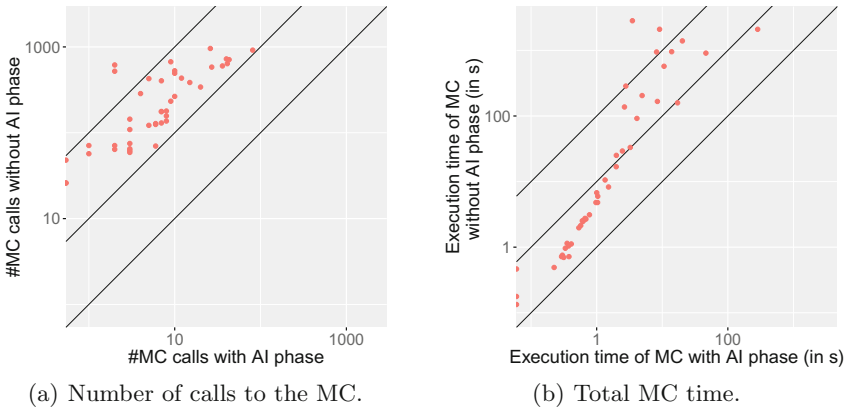 1000
10
#MC calls without AI phase
10
1000
#MC calls with AI phase
(a) Number of calls to the MC.
100
1
Execution time of MC
without AI phase (in s)
1
100
Execution time of MC with AI phase (in s)
(b) Total MC time.